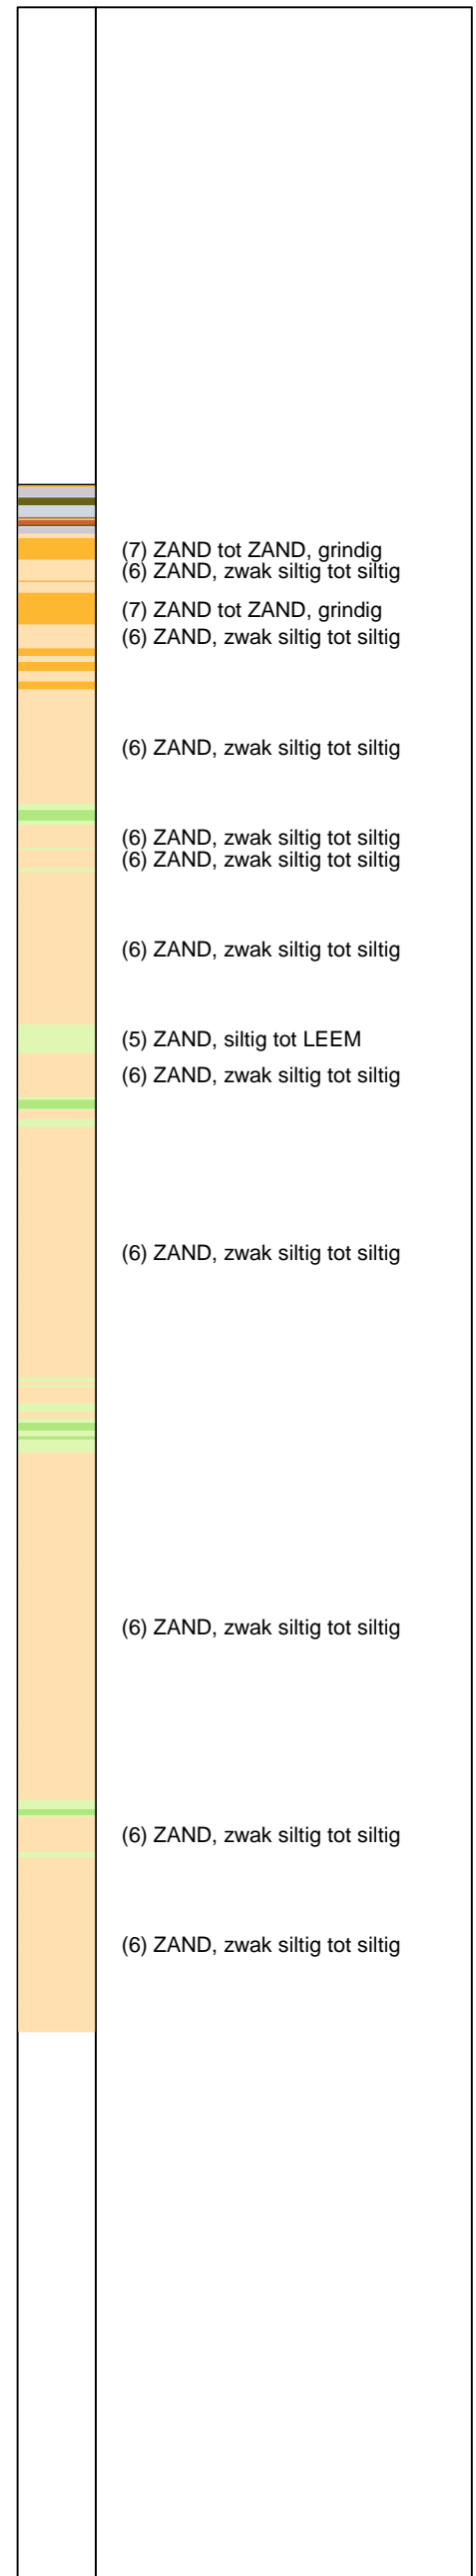 (7) ZAND tot ZAND, grindig
(6) ZAND, zwak siltig tot siltig
(7) ZAND tot ZAND, grindig
(6) ZAND, zwak siltig tot siltig
(6) ZAND, zwak siltig tot siltig
(6) ZAND, zwak siltig tot siltig
(6) ZAND, zwak siltig tot siltig
(6) ZAND, zwak siltig tot siltig
(5) ZAND, siltig tot LEEM
(6) ZAND, zwak siltig tot siltig
(6) ZAND, zwak siltig tot siltig
(6) ZAND, zwak siltig tot siltig
(6) ZAND, zwak siltig tot siltig
(6) ZAND, zwak siltig tot siltig